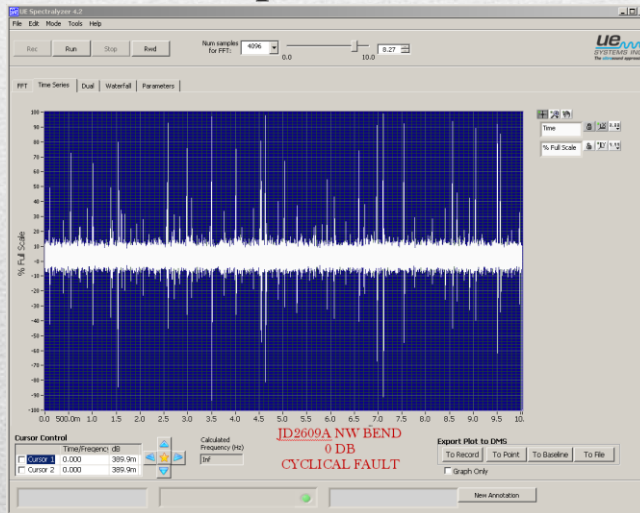 UE Spectralyzer 4.2
File Edit Mode Tools Help
Rec Run Stop Rwd
Num samples for FFT: 4096
0.0 10.0 8.27
ue
SYSTEMS INC
The ultrasound approach
FFT Time Series Dual Waterfall Parameters
Time
% Full Scale
% Full Scale
100
90
80
70
60
50
40
30
20
10
-0
-10
-20
-30
-40
-50
-60
-70
-80
-90
-100
0.0 500.0m 1.0 1.5 2.0 2.5 3.0 3.5 4.0 4.5 5.0 5.5 6.0 6.5 7.0 7.5 8.0 8.5 9.0 9.5 10.
Cursor Control
Time/Freqency dB
Cursor 1 0.000 389.9m
Cursor 2 0.000 389.9m
Calculated
Frequency (Hz)
Inf
JD2609A NW BEND
0 DB
CYCLICAL FAULT
Export Plot to DMS
To Record To Point To Baseline To File
Graph Only
New Annotation